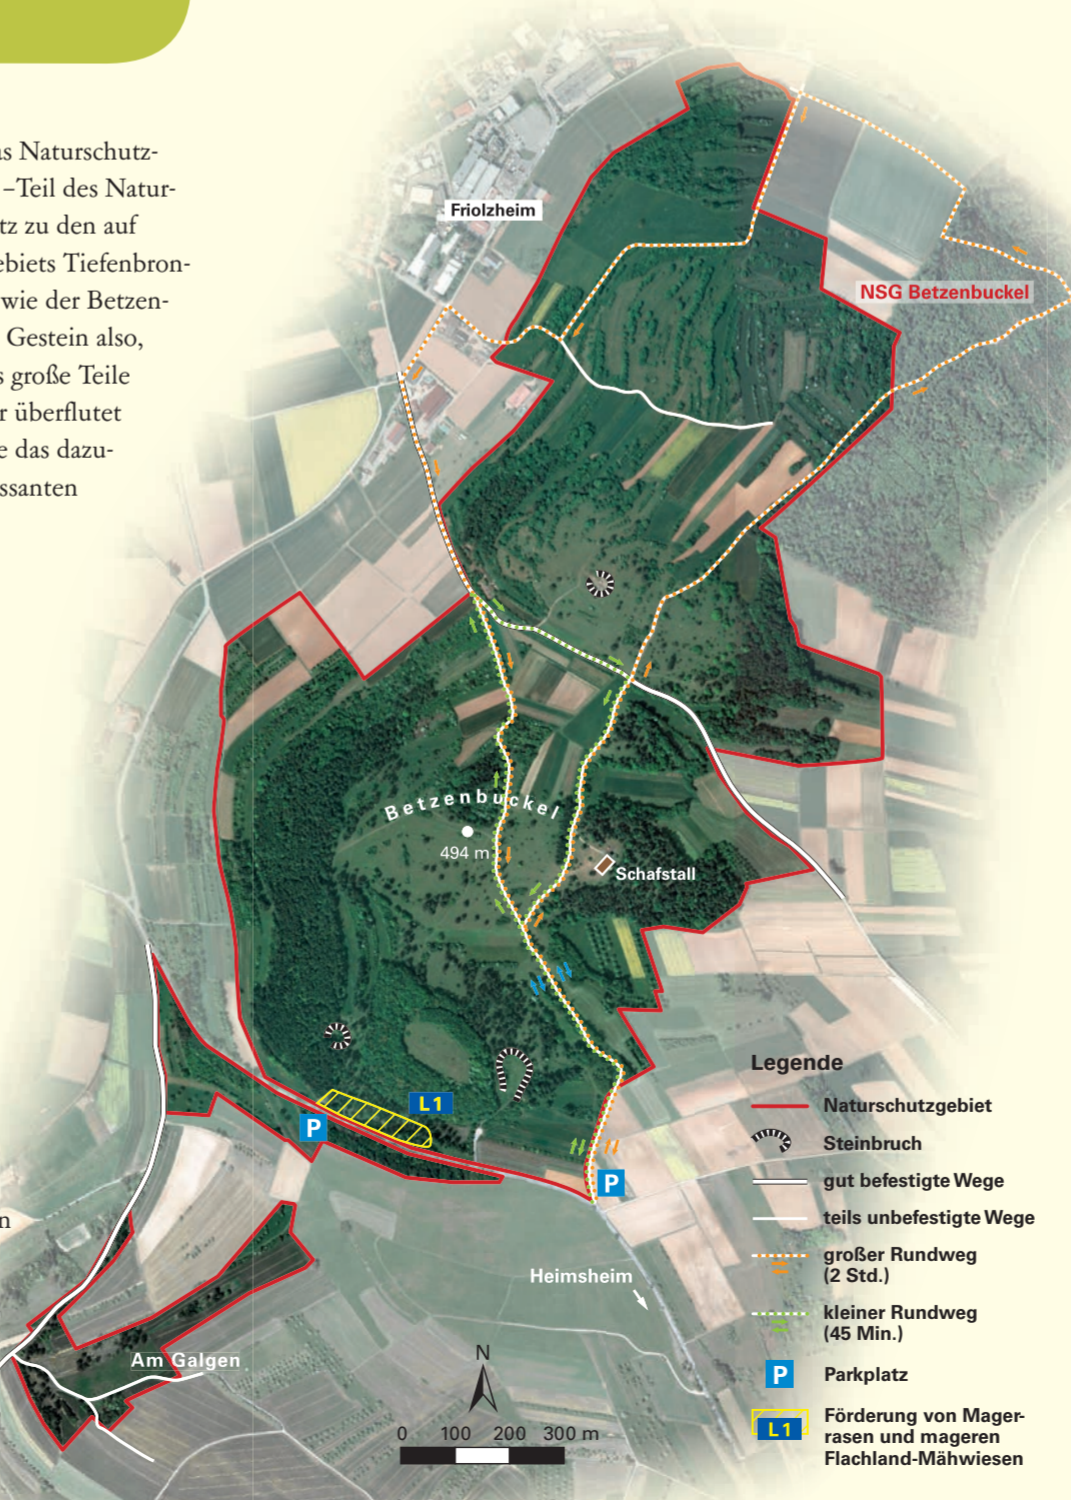 as Naturschutz-
–Teil des Natur-
tz zu den auf
ebiets Tiefenbron-
wie der Betzen-
Gestein also,
s große Teile
r überflutet
e das dazu-
ssanten
n
Friolzheim
NSG Betzenbuckel
Betzenbuckel
494 m
Schafstall
L1
P
P
Heimsheim
Am Galgen
N
0 100 200 300 m
Legende
Naturschutzgebiet
Steinbruch
gut befestigte Wege
teils unbefestigte Wege
großer Rundweg
(2 Std.)
kleiner Rundweg
(45 Min.)
P Parkplatz
L1
Förderung von Mager-
rasen und mageren
Flachland-Mähwiesen